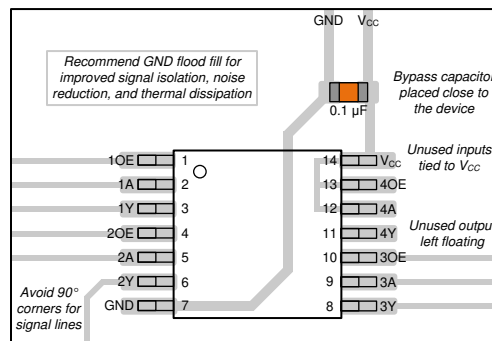 GND VCC
Recommend GND flood fill for
improved signal isolation, noise
reduction, and thermal dissipation
Bypass capacitor
placed close to
the device
0.1 µF
Unused inputs
tied to VCC
1OE 1 14 VCC
1A 2 13 4OE
1Y 3 12 4A
2OE 4 11 4Y
Unused output
left floating
2A 5 10 3OE
2Y 6 9 3A
GND 7 8 3Y
Avoid 90°
corners for
signal lines